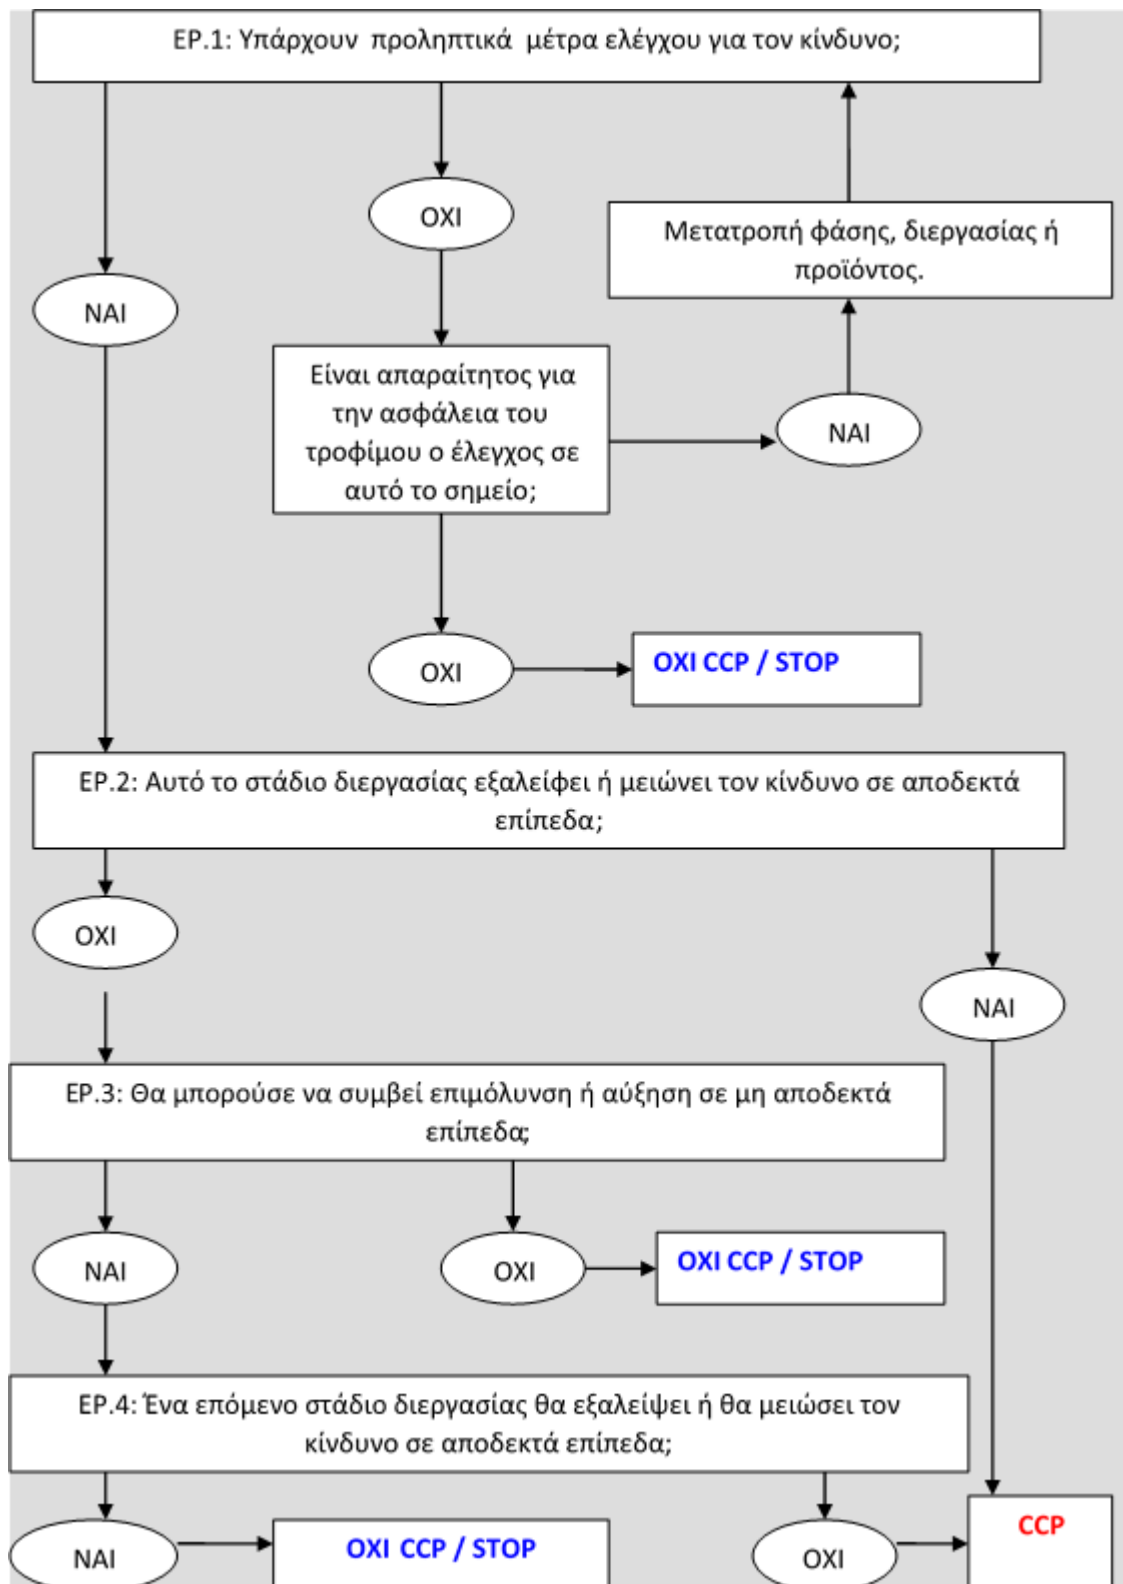 ΕΡ.1: Υπάρχουν προληπτικά μέτρα ελέγχου για τον κίνδυνο;
ΟΧΙ
Μετατροπή φάσης, διεργασίας ή
προϊόντος.
ΝΑΙ
Είναι απαραίτητος για
την ασφάλεια του
τροφίμου ο έλεγχος σε
αυτό το σημείο;
ΝΑΙ
ΟΧΙ
ΟΧΙ CCP / STOP
ΕΡ.2: Αυτό το στάδιο διεργασίας εξαλείφει ή μειώνει τον κίνδυνο σε αποδεκτά
επίπεδα;
ΟΧΙ
ΝΑΙ
ΕΡ.3: Θα μπορούσε να συμβεί επιμόλυνση ή αύξηση σε μη αποδεκτά
επίπεδα;
ΝΑΙ
ΟΧΙ
ΟΧΙ CCP / STOP
ΕΡ.4: Ένα επόμενο στάδιο διεργασίας θα εξαλείψει ή θα μειώσει τον
κίνδυνο σε αποδεκτά επίπεδα;
ΝΑΙ
ΟΧΙ CCP / STOP
ΟΧΙ
CCP